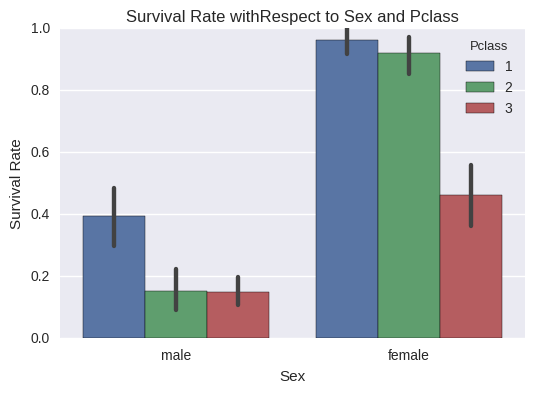 Survival Rate withRespect to Sex and Pclass
1.0
0.8
0.6
0.4
0.2
0.0
Survival Rate
Pclass
1
2
3
male female
Sex